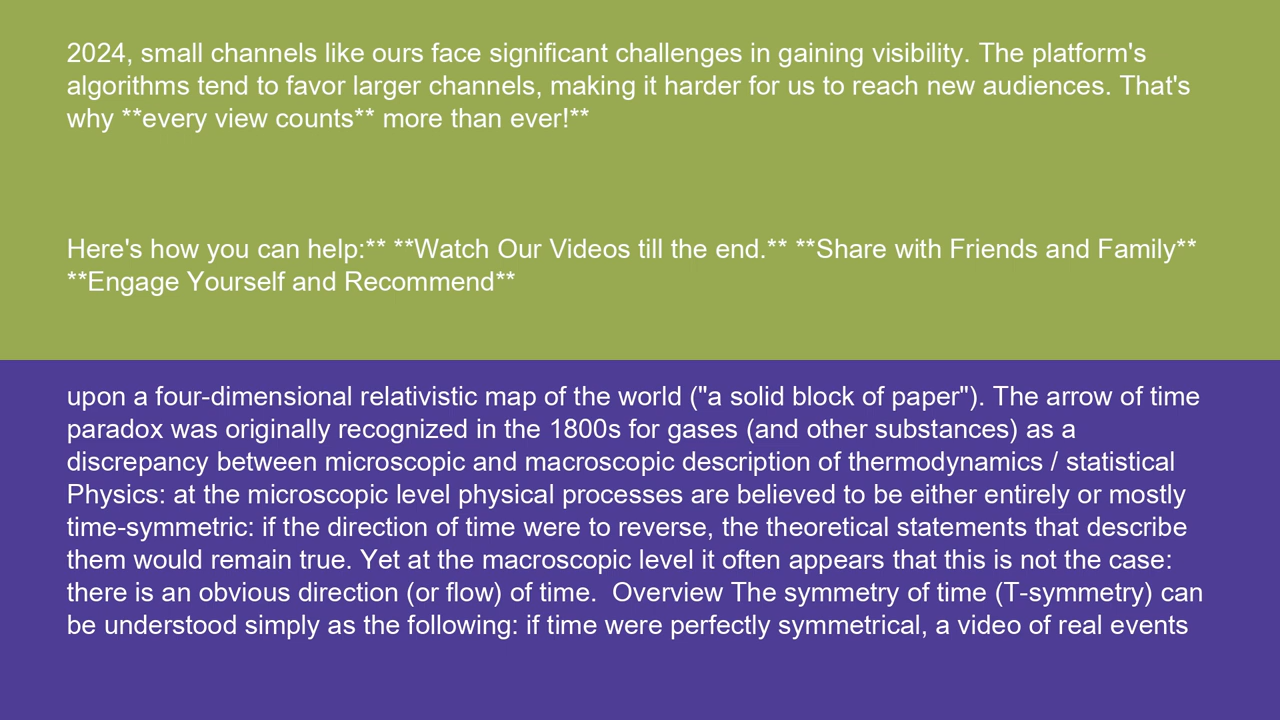 2024, small channels like ours face significant challenges in gaining visibility. The platform's
algorithms tend to favor larger channels, making it harder for us to reach new audiences. That's
why **every view counts** more than ever!**
Here's how you can help:** **Watch Our Videos till the end.** **Share with Friends and Family**
**Engage Yourself and Recommend**
upon a four-dimensional relativistic map of the world ("a solid block of paper"). The arrow of time
paradox was originally recognized in the 1800s for gases (and other substances) as a
discrepancy between microscopic and macroscopic description of thermodynamics / statistical
Physics: at the microscopic level physical processes are believed to be either entirely or mostly
time-symmetric: if the direction of time were to reverse, the theoretical statements that describe
them would remain true. Yet at the macroscopic level it often appears that this is not the case:
there is an obvious direction (or flow) of time.  Overview The symmetry of time (T-symmetry) can
be understood simply as the following: if time were perfectly symmetrical, a video of real events